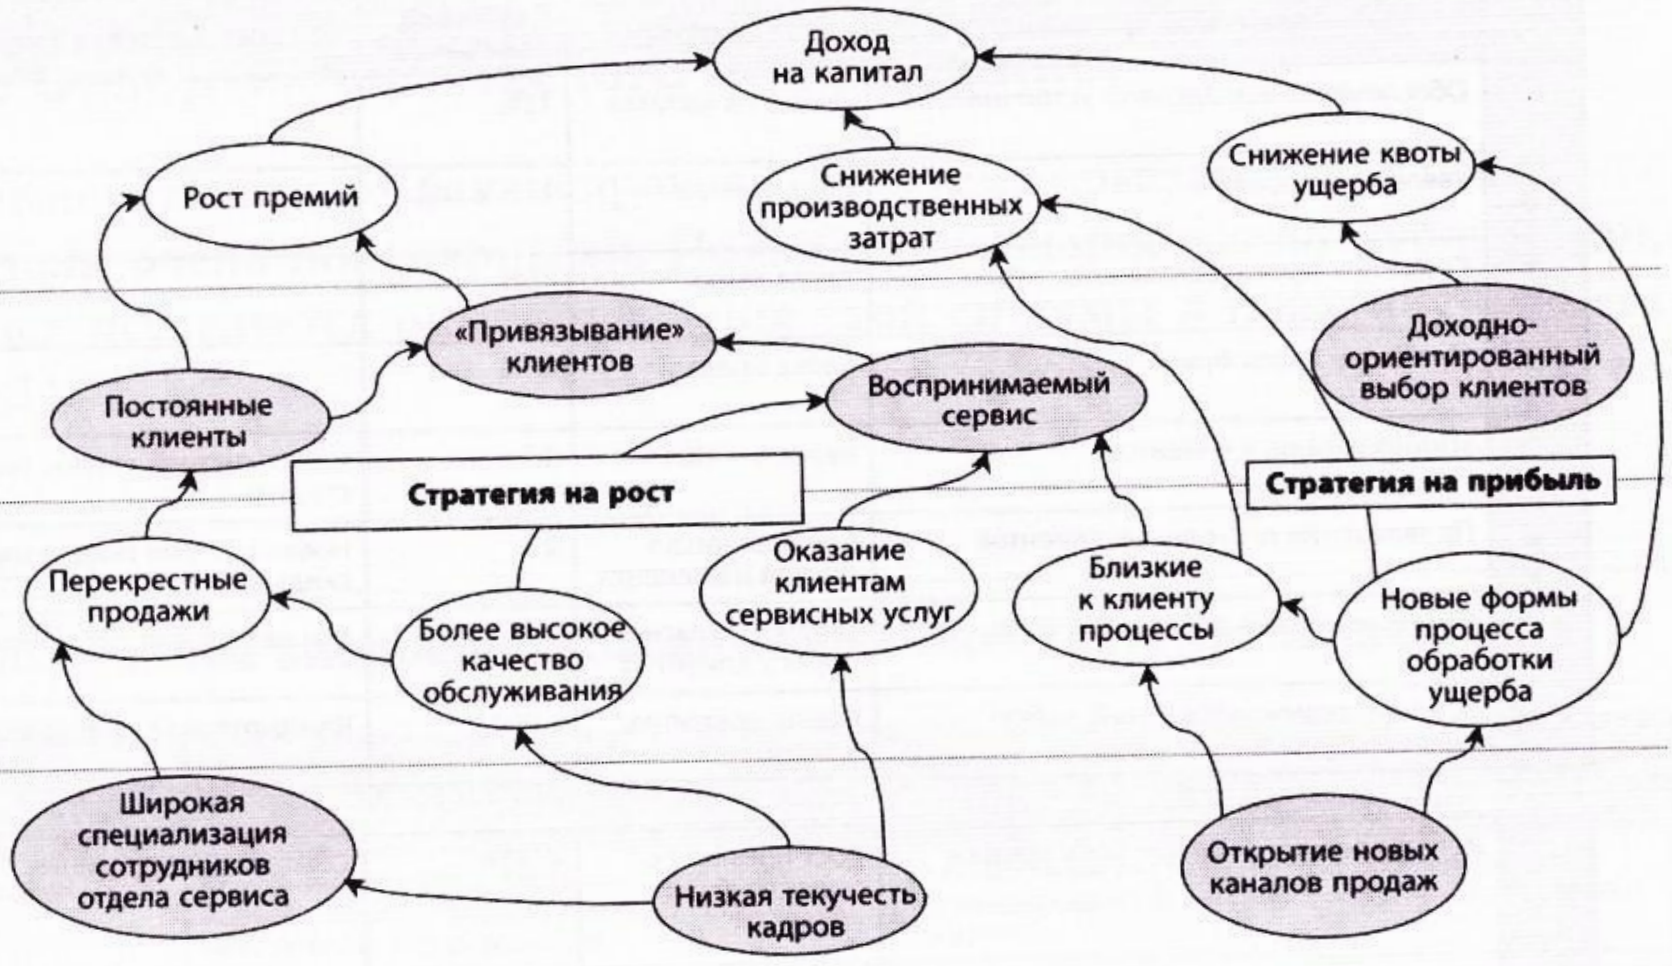 Доход
на капитал
Рост премий
Снижение
производственных
затрат
Снижение квоты
ущерба
«Привязывание»
клиентов
Доходно-
ориентированный
выбор клиентов
Постоянные
клиенты
Воспринимаемый
сервис
Стратегия на рост
Стратегия на прибыль
Перекрестные
продажи
Более высокое
качество
обслуживания
Оказание
клиентам
сервисных услуг
Близкие
к клиенту
процессы
Новые формы
процесса
обработки
ущерба
Широкая
специализация
сотрудников
отдела сервиса
Низкая текучесть
кадров
Открытие новых
каналов продаж